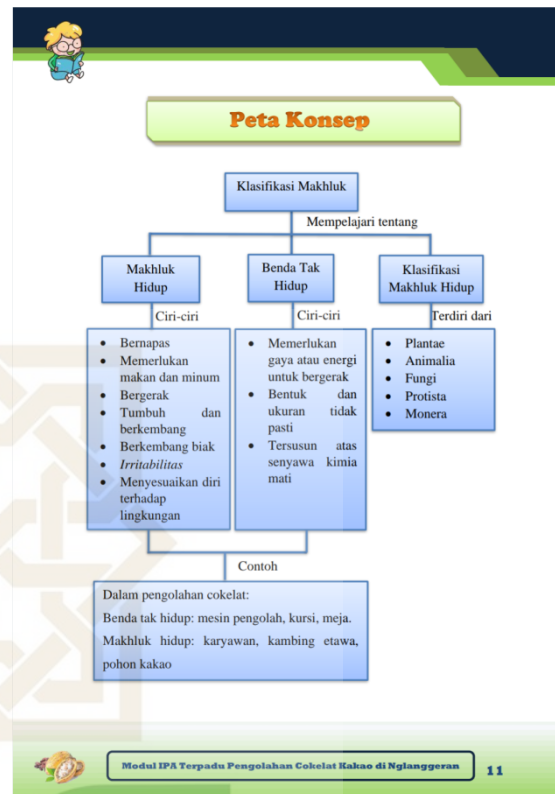 Peta Konsep
Klasifikasi Makhluk
Mempelajari tentang
Makhluk
Hidup
Benda Tak
Hidup
Klasifikasi
Makhluk Hidup
Ciri-ciri
Ciri-ciri
Terdiri dari
• Bernapas
• Memerlukan
makan dan minum
• Bergerak
• Tumbuh dan
berkembang
• Berkembang biak
• Irritabilitas
• Menyesuaikan diri
terhadap
lingkungan
• Memerlukan
gaya atau energi
untuk bergerak
• Bentuk dan
ukuran tidak
pasti
• Tersusun atas
senyawa kimia
mati
• Plantae
• Animalia
• Fungi
• Protista
• Monera
Contoh
Dalam pengolahan cokelat:
Benda tak hidup: mesin pengolah, kursi, meja.
Makhluk hidup: karyawan, kambing etawa,
pohon kakao
Modul IPA Terpadu Pengolahan Cokelat Kakao di Nglanggeran
11